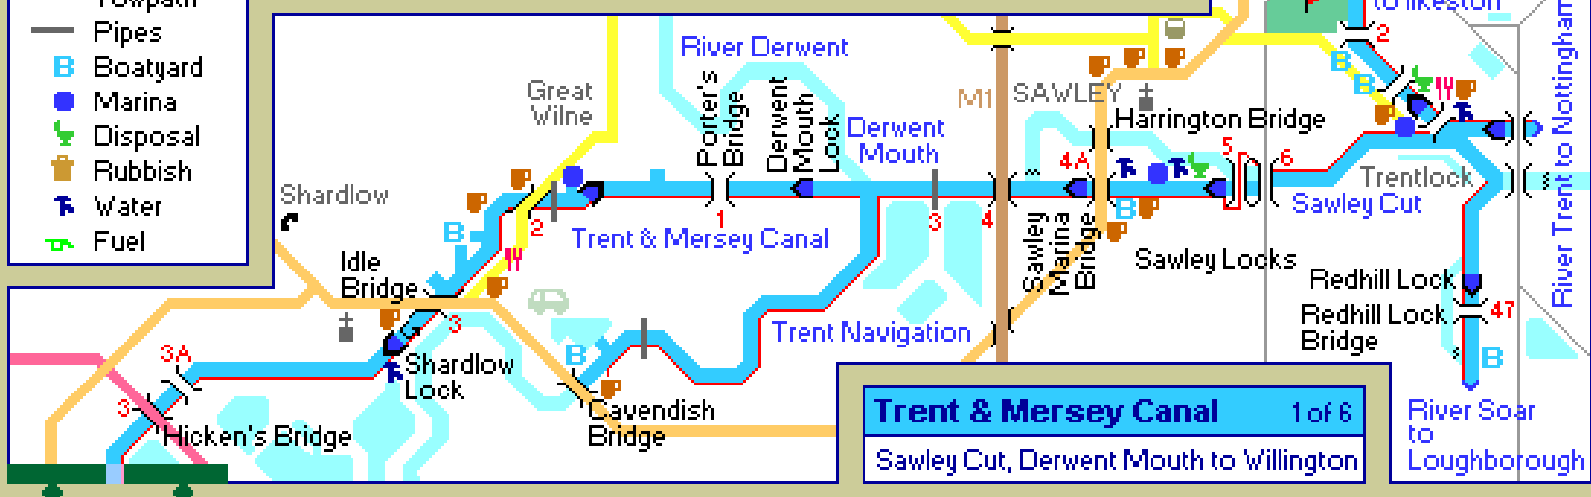 Towpath
Pipes
Boatyard
Marina
Disposal
Rubbish
Water
Fuel
B
Shardlow
Great
Wilne
River Derwent
Porter's
Bridge
Derwent
Mouth
Lock
Derwent
Mouth
M1
SAWLEY
Harrington Bridge
to Ilkeston
2
B
B
River Trent to Nottingham
4A
5
6
Trentlock
Sawley Cut
B
B
2
1
3
4
Trent & Mersey Canal
Idle
Bridge
Sawley
Marina
Bridge
Sawley Locks
Redhill Lock
Redhill Lock
Bridge
47
B
3
Trent Navigation
B
3A
Shardlow
Lock
3
Hicken's Bridge
Cavendish
Bridge
Trent & Mersey Canal 1 of 6
Sawley Cut, Derwent Mouth to Willington
River Soar
to
Loughborough